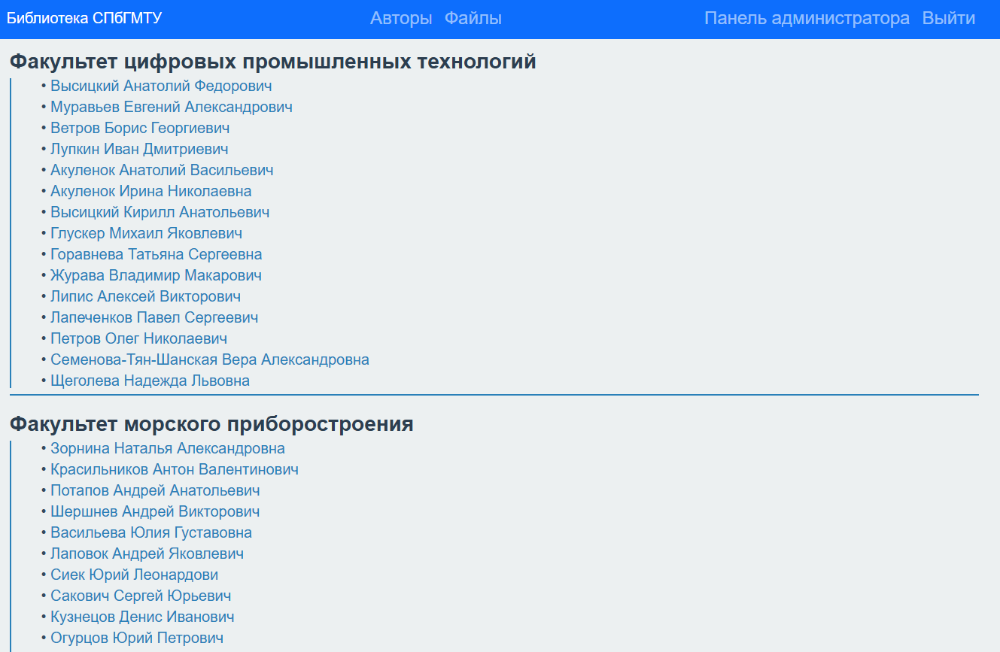 Библиотека СПбГМТУ Авторы Файлы Панель администратора Выйти
Факультет цифровых промышленных технологий
• Высицкий Анатолий Федорович
• Муравьев Евгений Александрович
• Ветров Борис Георгиевич
• Лупкин Иван Дмитриевич
• Акуленок Анатолий Васильевич
• Акуленок Ирина Николаевна
• Высицкий Кирилл Анатольевич
• Глускер Михаил Яковлевич
• Горавнева Татьяна Сергеевна
• Журава Владимир Макарович
• Липис Алексей Викторович
• Лапеченков Павел Сергеевич
• Петров Олег Николаевич
• Семенова-Тян-Шанская Вера Александровна
• Щеголева Надежда Львовна
Факультет морского приборостроения
• Зорнина Наталья Александровна
• Красильников Антон Валентинович
• Потапов Андрей Анатольевич
• Шершнев Андрей Викторович
• Васильева Юлия Густавовна
• Лаповок Андрей Яковлевич
• Сиек Юрий Леонардови
• Сакович Сергей Юрьевич
• Кузнецов Денис Иванович
• Огурцов Юрий Петрович